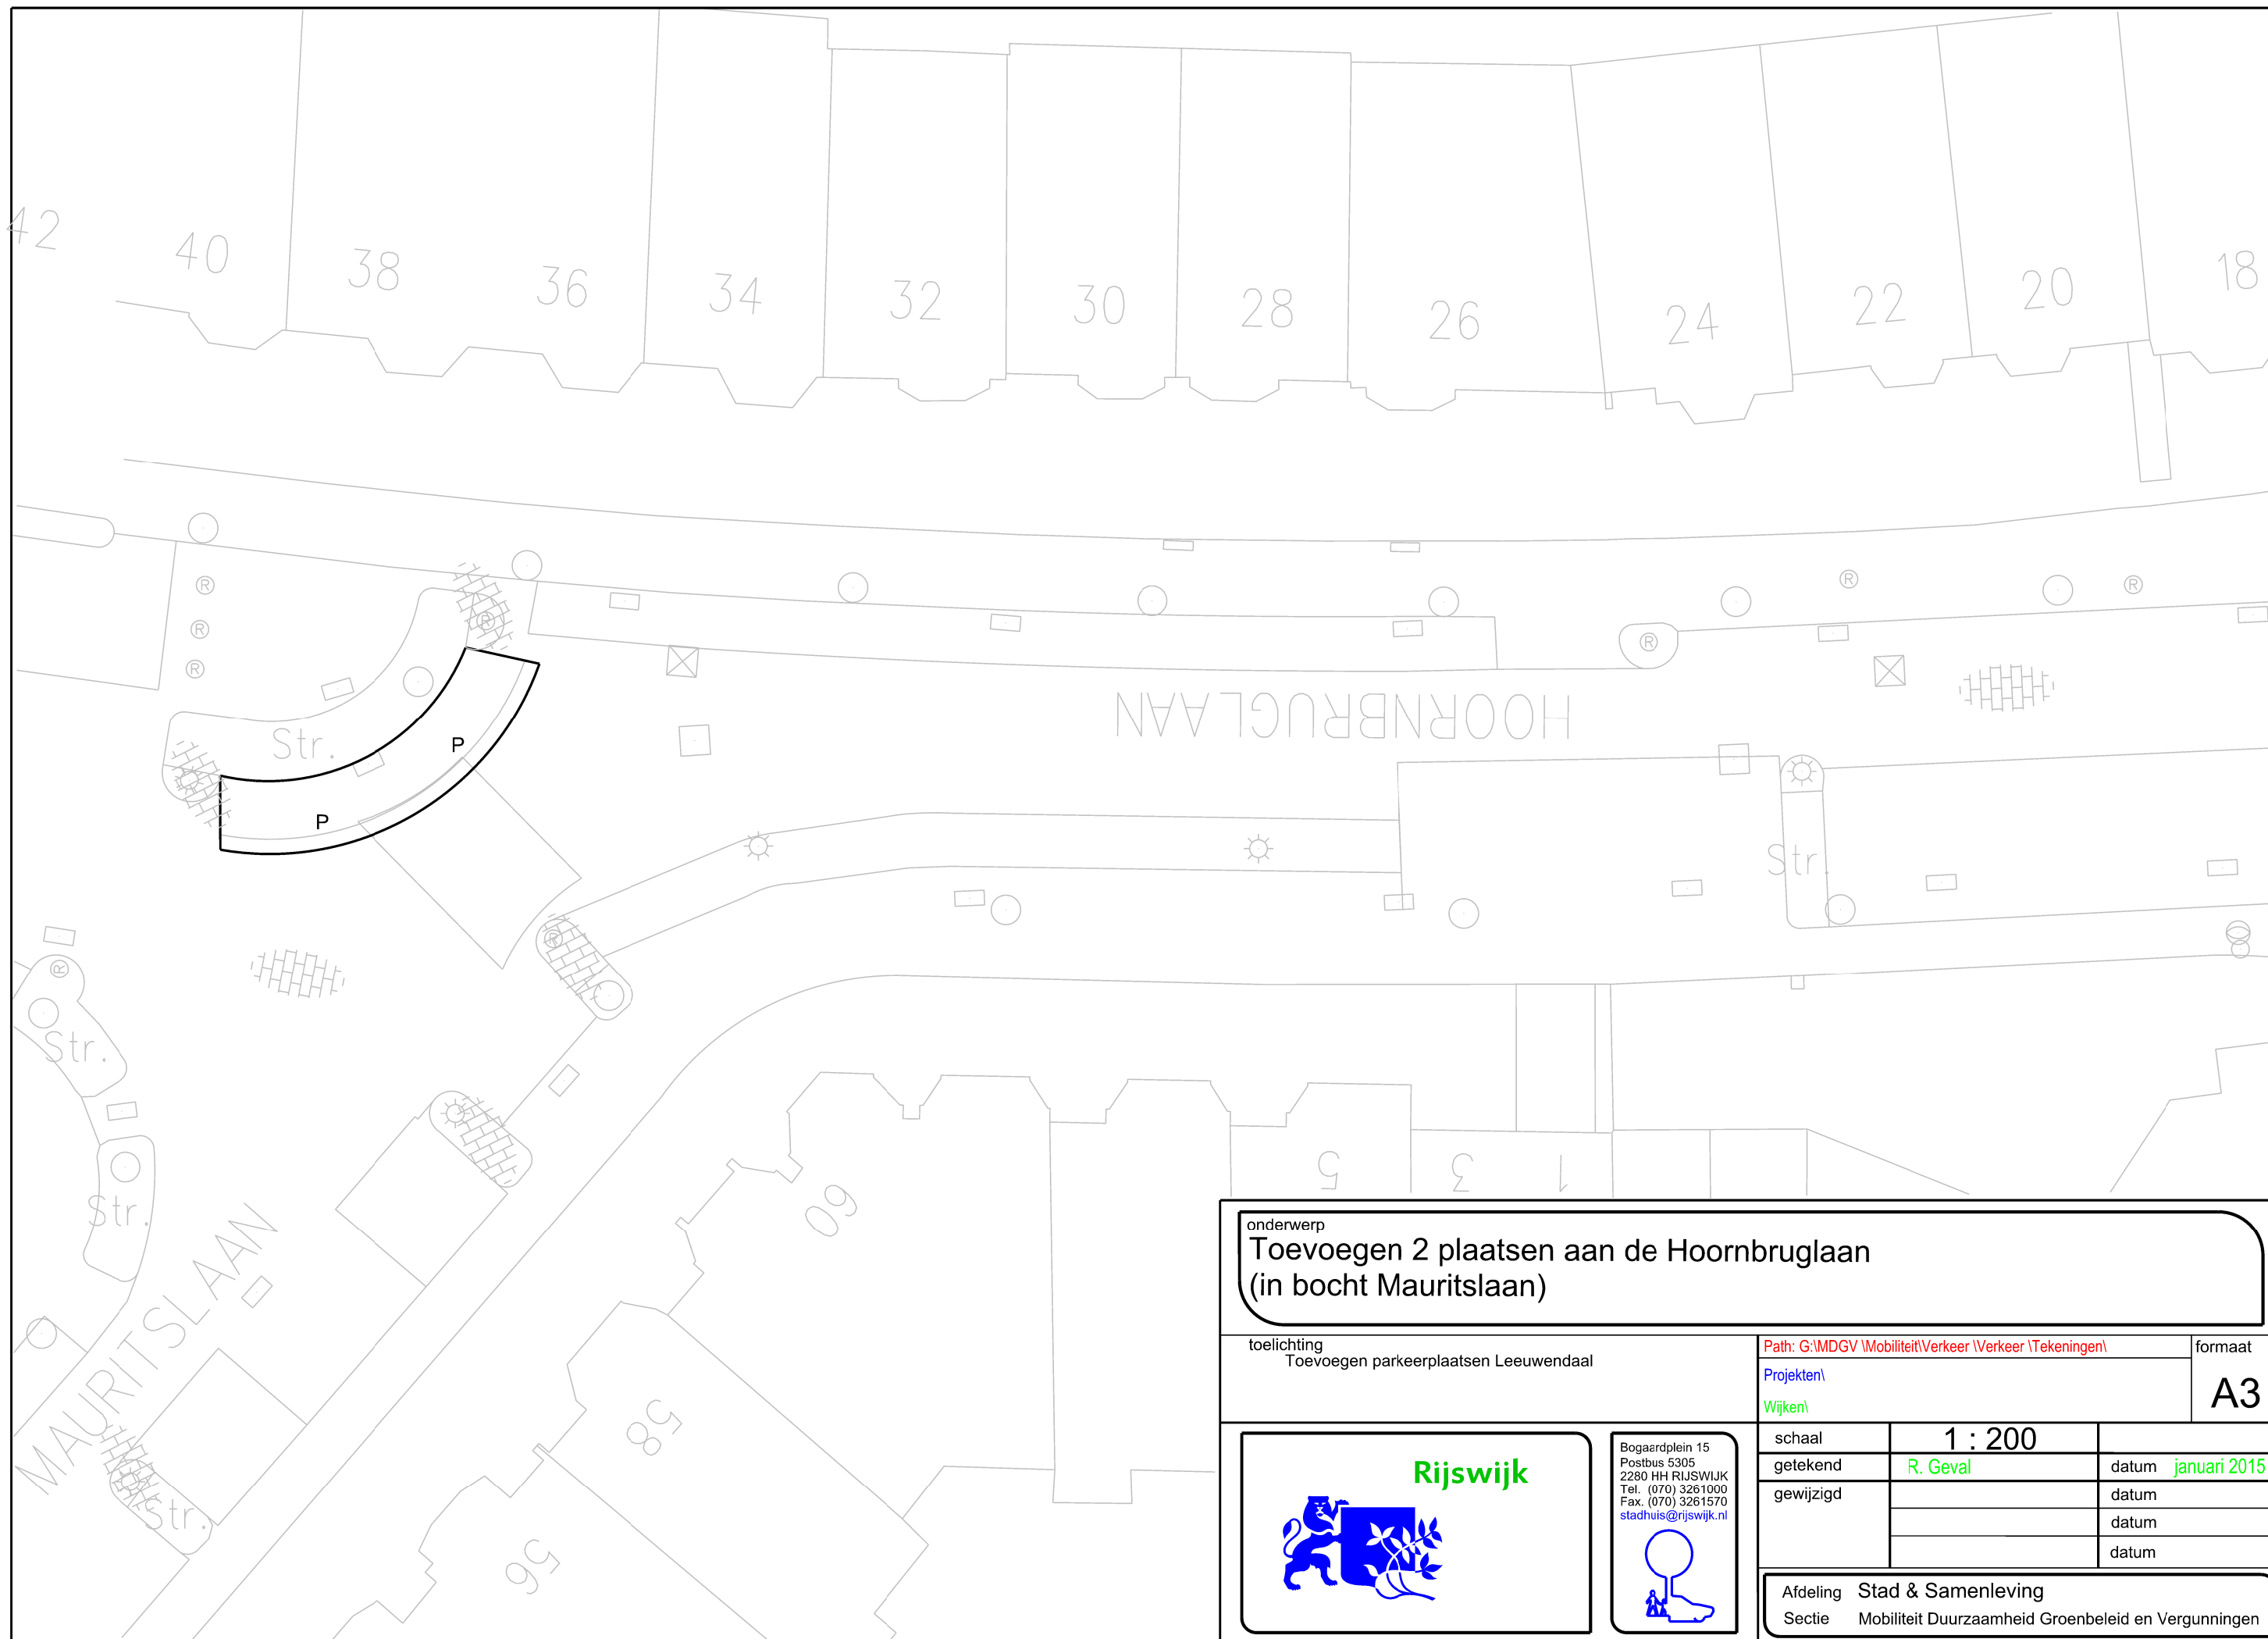 42
40
38
36
34
32
30
28
26
24
22
20
18
R
R
R
R
R
R
R
HOORNBRUGLAAN
Str.
P
P
Str.
R
R
Str.
Str.
MAURITSLAAN
Str.
60
58
56
5
3
1
onderwerp
Toevoegen 2 plaatsen aan de Hoornbruglaan
(in bocht Mauritslaan)
toelichting
Toevoegen parkeerplaatsen Leeuwendaal
Path: G:\MDGV \Mobiliteit\Verkeer \Verkeer \Tekeningen\
Projekten\
Wijken\
formaat
A3
schaal 1 : 200
getekend R. Geval datum januari 2015
gewijzigd datum
datum
datum
Rijswijk
Bogaardplein 15
Postbus 5305
2280 HH RIJSWIJK
Tel. (070) 3261000
Fax. (070) 3261570
stadhuis@rijswijk.nl
Afdeling Stad & Samenleving
Sectie Mobiliteit Duurzaamheid Groenbeleid en Vergunningen